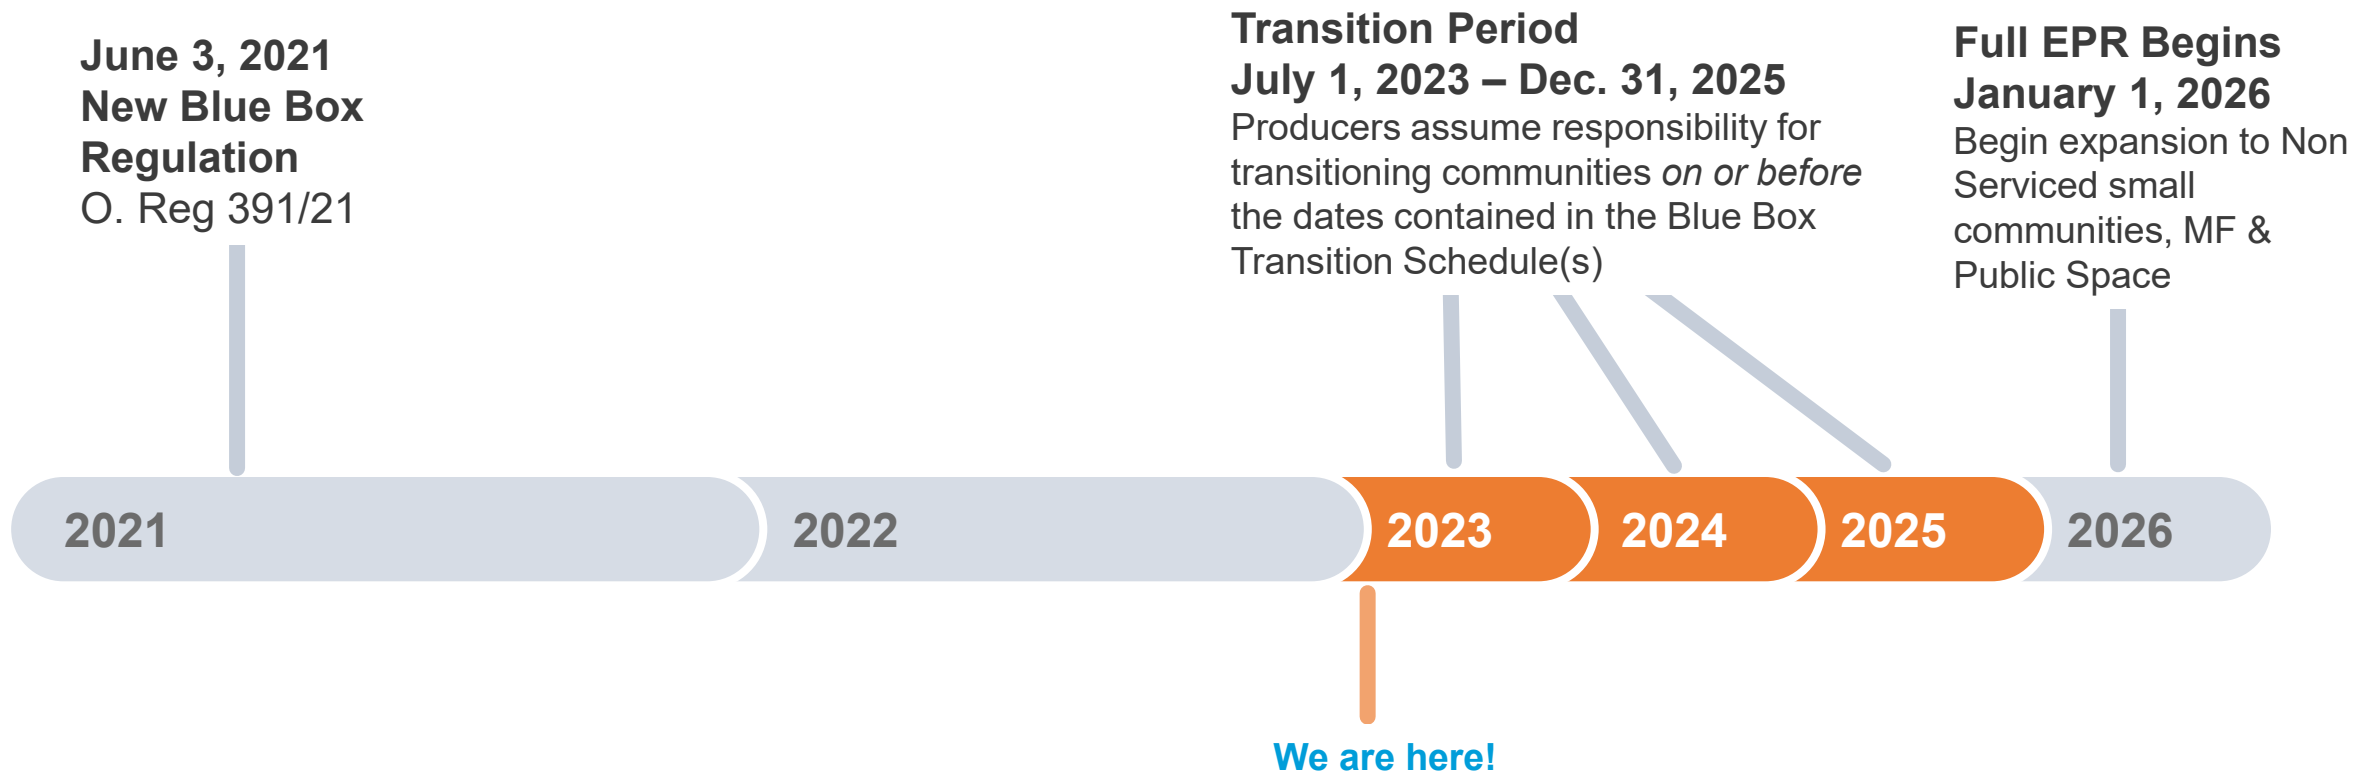 June 3, 2021
New Blue Box
Regulation
O. Reg 391/21
Transition Period
July 1, 2023 – Dec. 31, 2025
Producers assume responsibility for
transitioning communities on or before
the dates contained in the Blue Box
Transition Schedule(s)
Full EPR Begins
January 1, 2026
Begin expansion to Non
Serviced small
communities, MF &
Public Space
2021
2022
2023
2024
2025
2026
We are here!